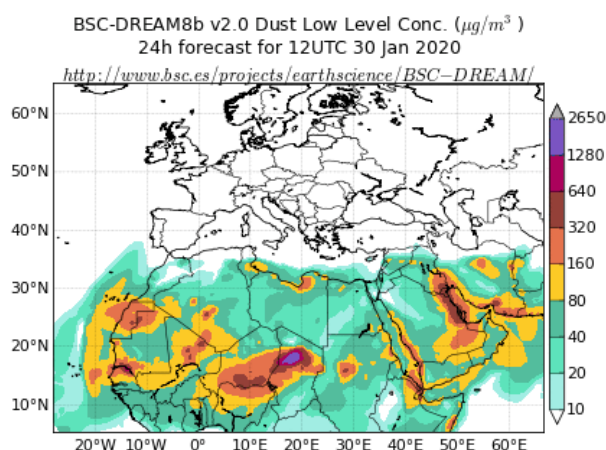 BSC-DREAM8b v2.0 Dust Low Level Conc. (μg/m³ )
24h forecast for 12UTC 30 Jan 2020
http://www.bsc.es/projects/earthscience/BSC−DREAM/
60°N
50°N
40°N
30°N
20°N
10°N
20°W 10°W 0° 10°E 20°E 30°E 40°E 50°E 60°E
2650
1280
640
320
160
80
40
20
10